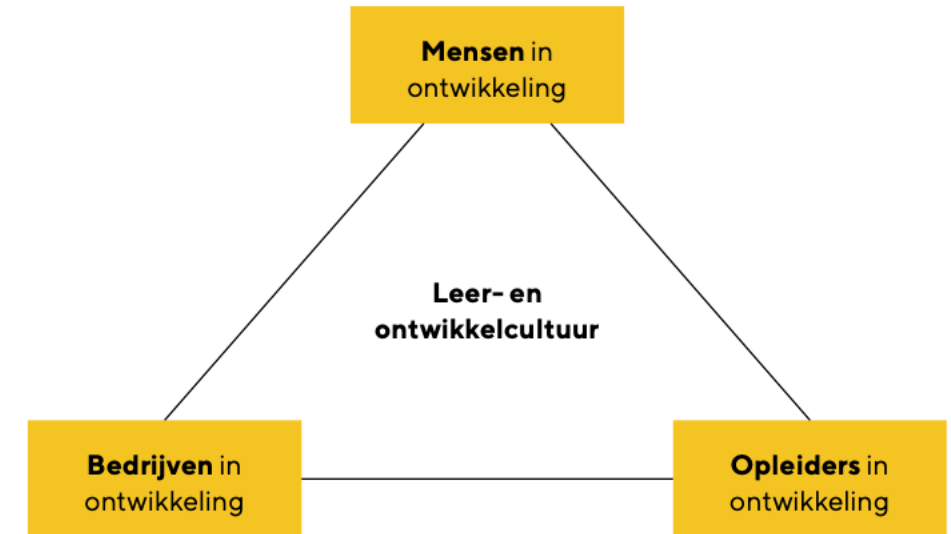 Mensen in
ontwikkeling
Leer- en
ontwikkelcultuur
Bedrijven in
ontwikkeling
Opleiders in
ontwikkeling